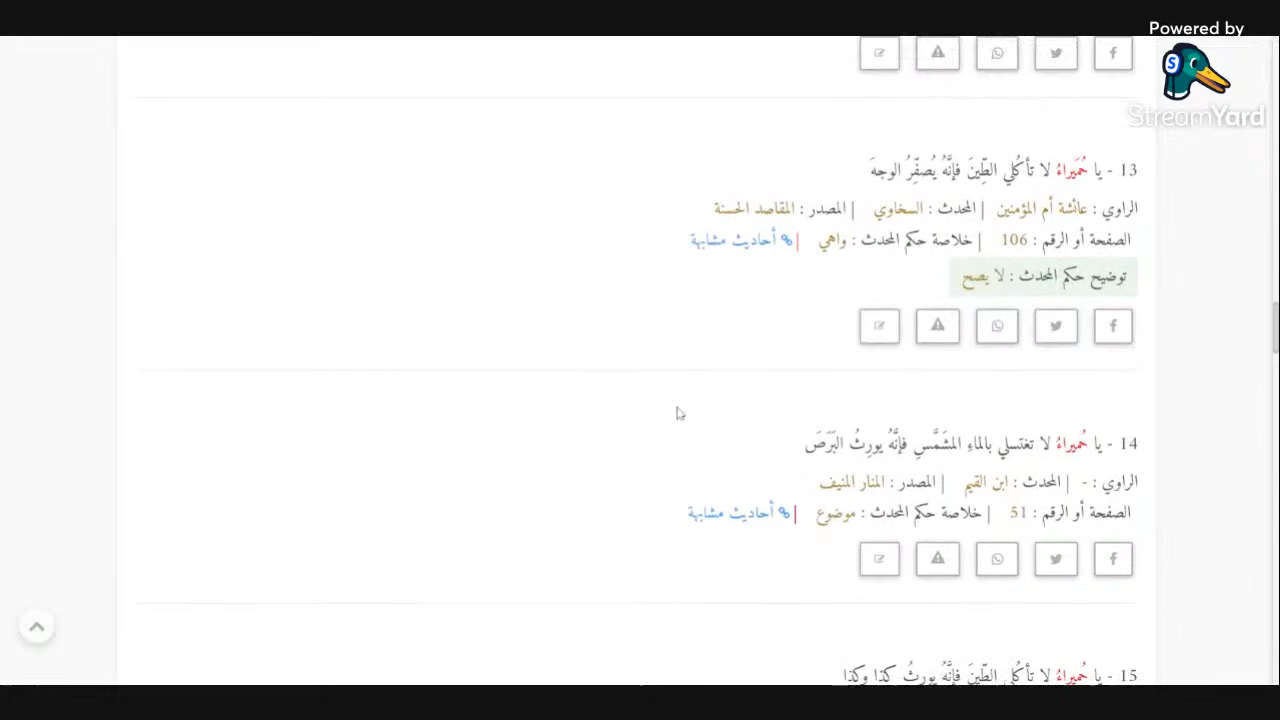 Powered by
StreamYard
13 - يا حُمَيراءُ لا تأكُلي الطِّينَ فإنَّهُ يُصفِّرُ الوجهَ
الراوي : عائشة أم المؤمنين | المحدث : السخاوي | المصدر : المقاصد الحسنة
الصفحة أو الرقم : 106 | خلاصة حكم المحدث : واهي | أحاديث مشابهة
توضيح حكم المحدث : لا يصح
14 - يا حُميراءُ لا تغتسلي بالماءِ المشَمَّسِ فإنَّهُ يورِثُ البَرَصَ
الراوي : - | المحدث : ابن القيم | المصدر : المنار المنيف
الصفحة أو الرقم : 51 | خلاصة حكم المحدث : موضوع | أحاديث مشابهة
15 - يا حُميراءُ لا تأكُلي الطِّينَ فإنَّهُ يورثُ كذا وكذا